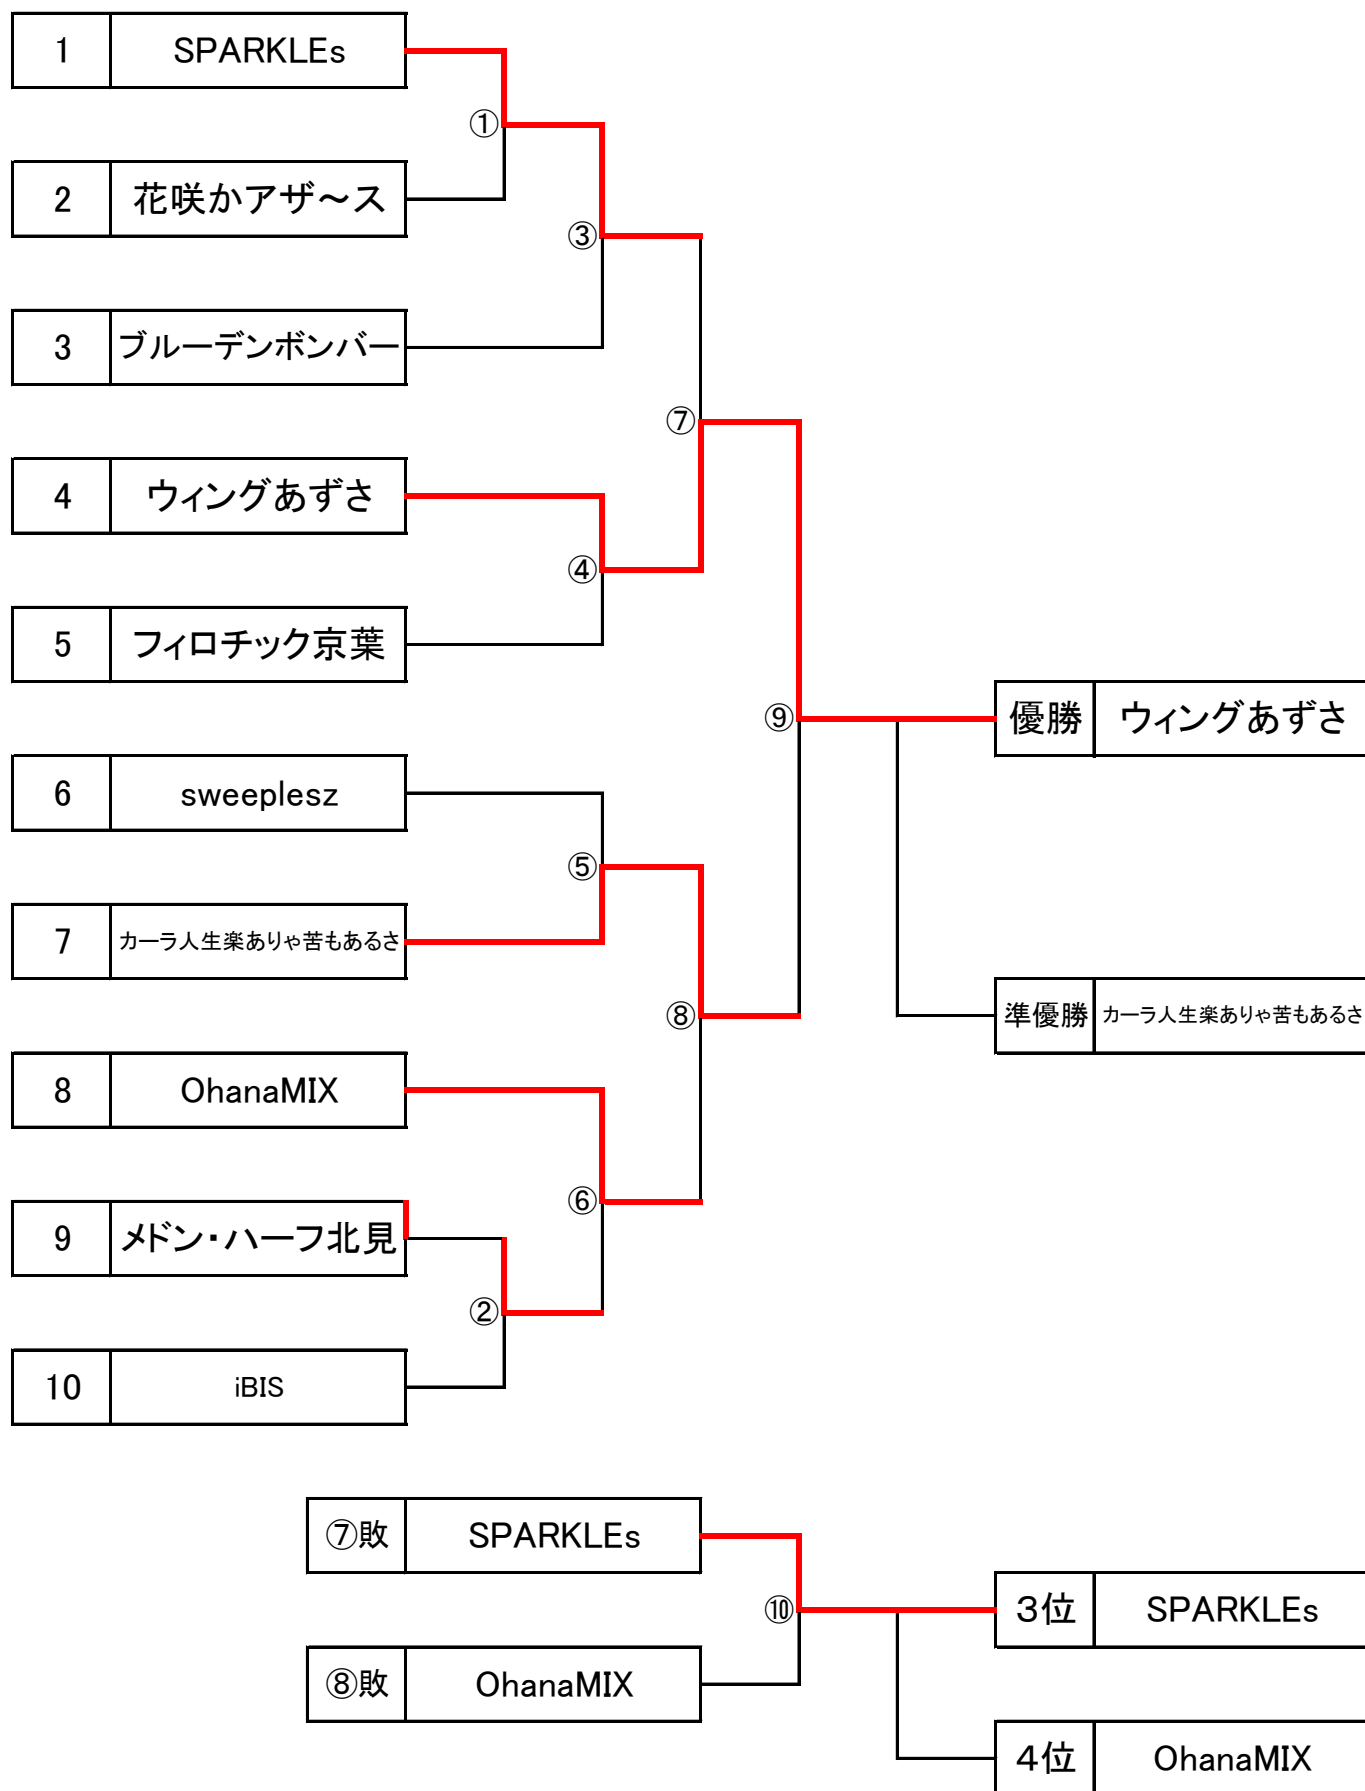 1 SPARKLEs
①
2 花咲かアザ～ス
③
3 ブルーデンボンバー
⑦
4 ウィングあずさ
④
5 フィロチック京葉
⑨
優勝 ウィングあずさ
6 sweeplesz
⑤
7 カーラ人生楽ありゃ苦もあるさ
⑧
準優勝 カーラ人生楽ありゃ苦もあるさ
8 OhanaMIX
⑥
9 メドン・ハーフ北見
②
10 iBIS
⑦敗 SPARKLEs
⑩
3位 SPARKLEs
⑧敗 OhanaMIX
4位 OhanaMIX